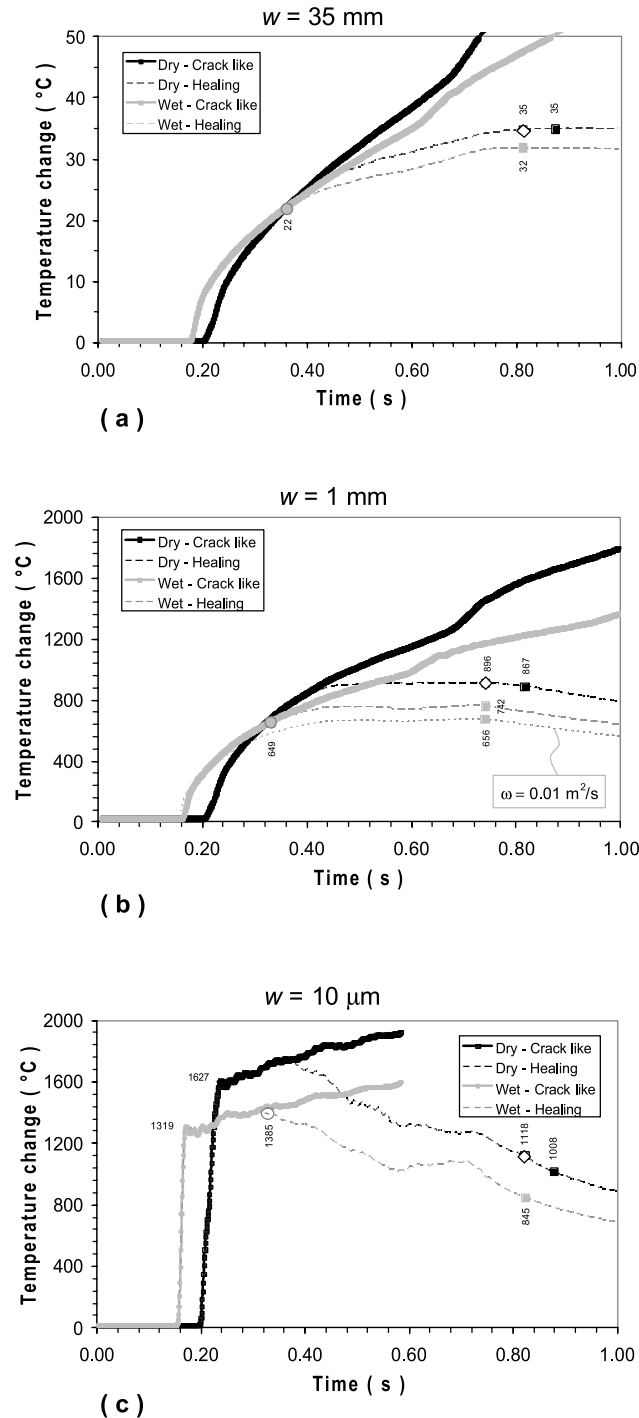 w = 35 mm
50
40
30
20
10
0
Temperature change ( °C )
Dry - Crack like
Dry - Healing
Wet - Crack like
Wet - Healing
35
35
32
22
0.00 0.20 0.40 0.60 0.80 1.00
Time ( s )
( a )
w = 1 mm
2000
1600
1200
800
400
0
Temperature change ( °C )
Dry - Crack like
Dry - Healing
Wet - Crack like
Wet - Healing
896
867
742
656
649
ω = 0.01 m²/s
0.00 0.20 0.40 0.60 0.80 1.00
Time ( s )
( b )
w = 10 μm
2000
1600
1200
800
400
0
Temperature change ( °C )
Dry - Crack like
Dry - Healing
Wet - Crack like
Wet - Healing
1627
1319
1385
1118
1008
845
0.00 0.20 0.40 0.60 0.80 1.00
Time ( s )
( c )